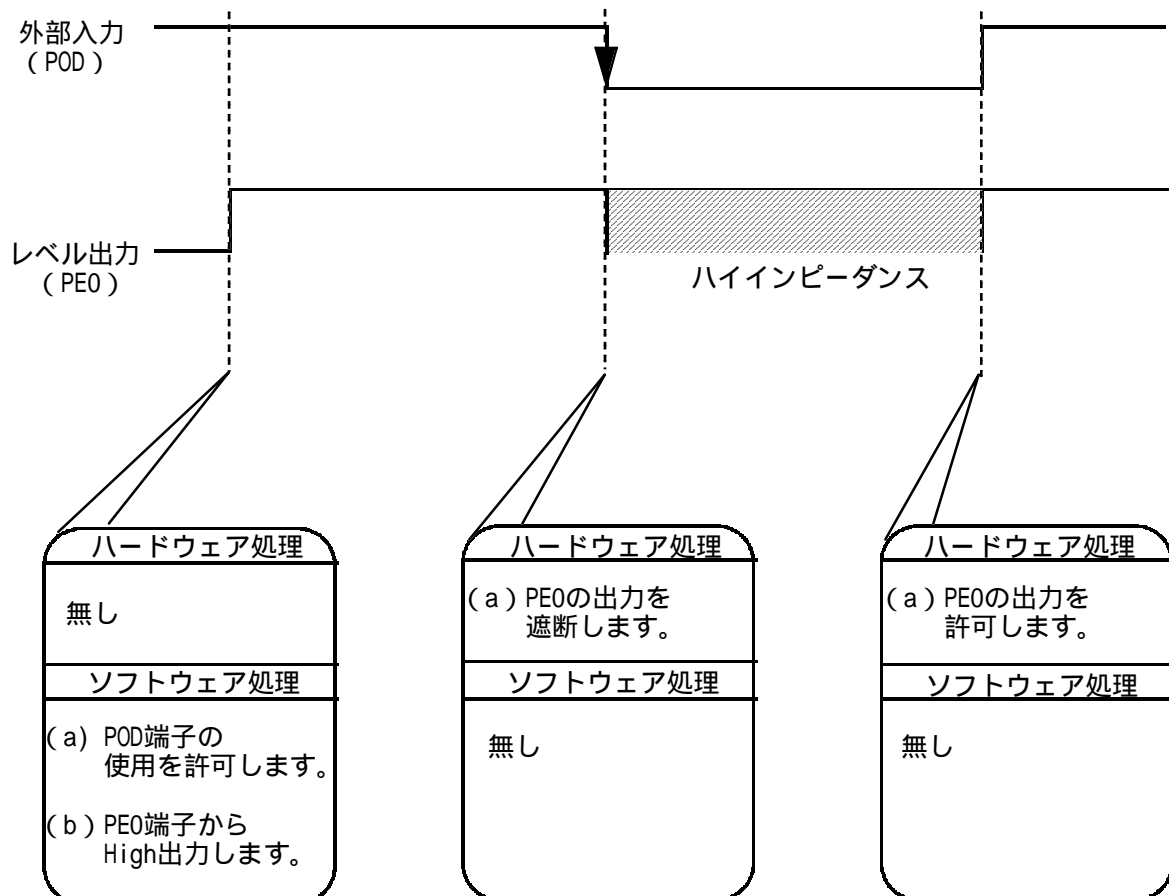 外部入力
(POD)
レベル出力
(PE0)
ハイインピーダンス
ハードウェア処理
無し
ソフトウェア処理
(a) POD端子の
使用を許可します。
(b)PE0端子から
High出力します。
ハードウェア処理
(a)PE0の出力を
遮断します。
ソフトウェア処理
無し
ハードウェア処理
(a)PE0の出力を
許可します。
ソフトウェア処理
無し